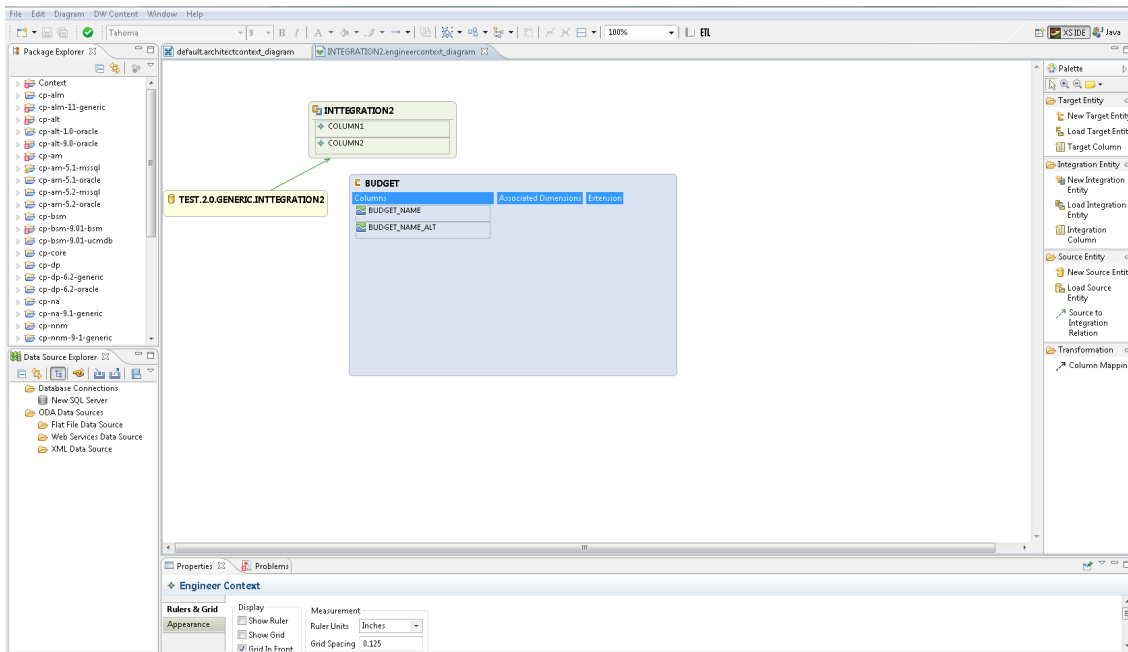 File Edit Diagram DW Content Window Help
Tahoma 9 B I A 100% ETL XS IDE Java
Package Explorer
default.architectcontext_diagram
INTEGRATION2.engineercontext_diagram
Context
cp-alm
cp-alm-11-generic
cp-alt
cp-alt-1.0-oracle
cp-alt-9.0-oracle
cp-am
cp-am-5.1-mssql
cp-am-5.1-oracle
cp-am-5.2-mssql
cp-am-5.2-oracle
cp-bsm
cp-bsm-9.01-bsm
cp-bsm-9.01-ucmdb
cp-core
cp-dp
cp-dp-6.2-generic
cp-dp-6.2-oracle
cp-na
cp-na-9.1-generic
cp-nnm
cp-nnm-9-1-generic
Data Source Explorer
Database Connections
New SQL Server
ODA Data Sources
Flat File Data Source
Web Services Data Source
XML Data Source
INTTEGRATION2
COLUMN1
COLUMN2
TEST.2.0.GENERIC.INTTEGRATION2
BUDGET
Columns Associated Dimensions Extension
BUDGET_NAME
BUDGET_NAME_ALT
Palette
Target Entity
New Target Entity
Load Target Entit
Target Column
Integration Entity
New Integration
Entity
Load Integration
Entity
Integration
Column
Source Entity
New Source Entit
Load Source
Entity
Source to
Integration
Relation
Transformation
Column Mappin
Properties Problems
Engineer Context
Rulers & Grid
Appearance
Display
Show Ruler
Show Grid
Grid In Front
Measurement
Ruler Units Inches
Grid Spacing 0.125